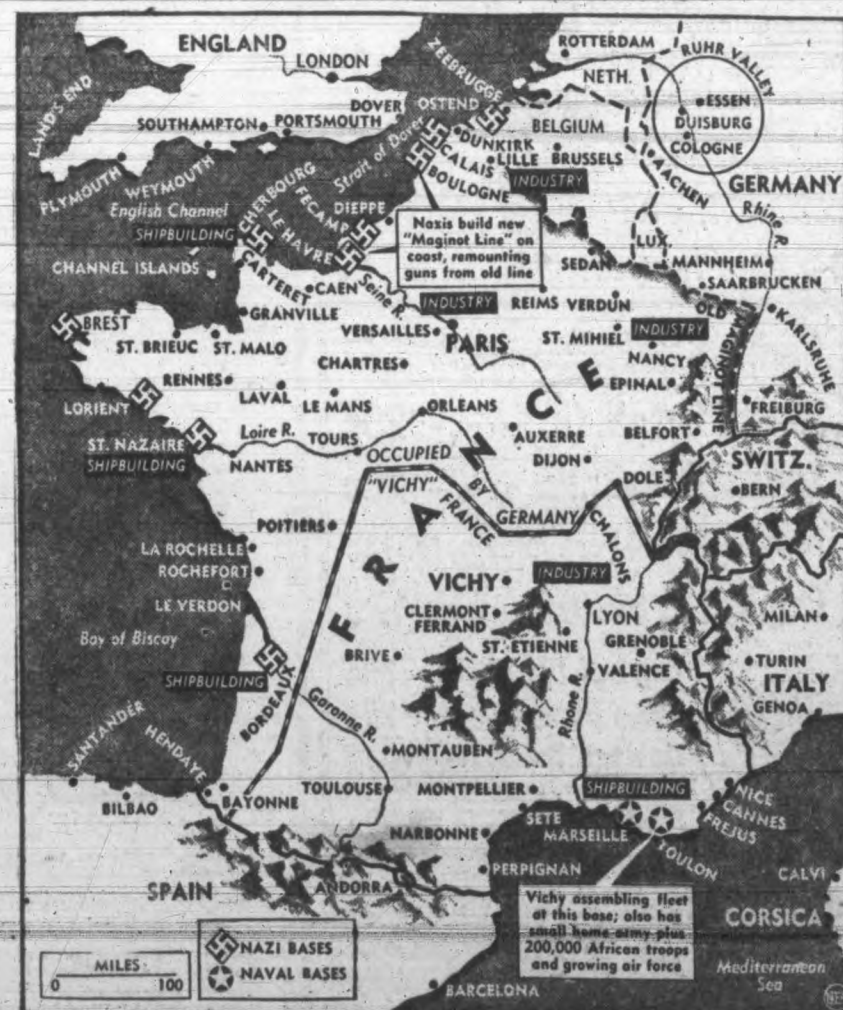 ENGLAND
LONDON
ROTTERDAM
RUHR VALLEY
NETH.
ZEEBRUGGE
LAND'S END
DOVER
OSTEND
ESSEN
SOUTHAMPTON
PORTSMOUTH
Strait of Dover
DUNKIRK
BELGIUM
DUISBURG
CALAIS
LILLE
BRUSSELS
COLOGNE
PLYMOUTH
WEYMOUTH
BOULOGNE
INDUSTRY
AACHEN
GERMANY
English Channel
CHERBOURG
FECAMP
DIEPPE
Rhine R.
SHIPBUILDING
LE HAVRE
Nazis build new
"Maginot Line" on
coast, remounting
guns from old line
LUX.
CHANNEL ISLANDS
CARTERET
SEDAN
MANNHEIM
CAEN
Seine R.
INDUSTRY
REIMS
VERDUN
SAARBRUCKEN
GRANVILLE
OLD MAGINOT LINE
KARLSRUHE
BREST
VERSAILLES
PARIS
ST. MIHIEL
INDUSTRY
ST. BRIEUC
ST. MALO
CHARTRES
NANCY
RENNES
LAVAL
LE MANS
EPINAL
LORIENT
ORLÉANS
FREIBURG
ST. NAZAIRE
Loire R.
TOURS
AUXERRE
BELFORT
SHIPBUILDING
NANTES
OCCUPIED BY GERMANY
DIJON
SWITZ.
"VICHY" FRANCE
DOLE
BERN
POITIERS
CHALONS
FRANCE
LA ROCHELLE
ROCHEFORT
VICHY
INDUSTRY
LE VERDON
CLERMONT
FERRAND
LYON
MILAN
Bay of Biscay
BRIVE
ST. ETIENNE
GRENOBLE
VALENCE
TURIN
SHIPBUILDING
BORDEAUX
Garonne R.
Rhone R.
ITALY
GENOA
SANTANDER
HENDAYE
MONTAUBEN
BILBAO
BAYONNE
TOULOUSE
MONTPELLIER
SHIPBUILDING
NICE
CANNES
FREJUS
SETE
NARBONNE
MARSEILLE
TOULON
PERPIGNAN
CALVI
SPAIN
ANDORRA
Vichy assembling fleet
at this base; also has
small home army plus
200,000 African troops
and growing air force
CORSICA
NAZI BASES
MILES
0 100
NAVAL BASES
Mediterranean
Sea
BARCELONA